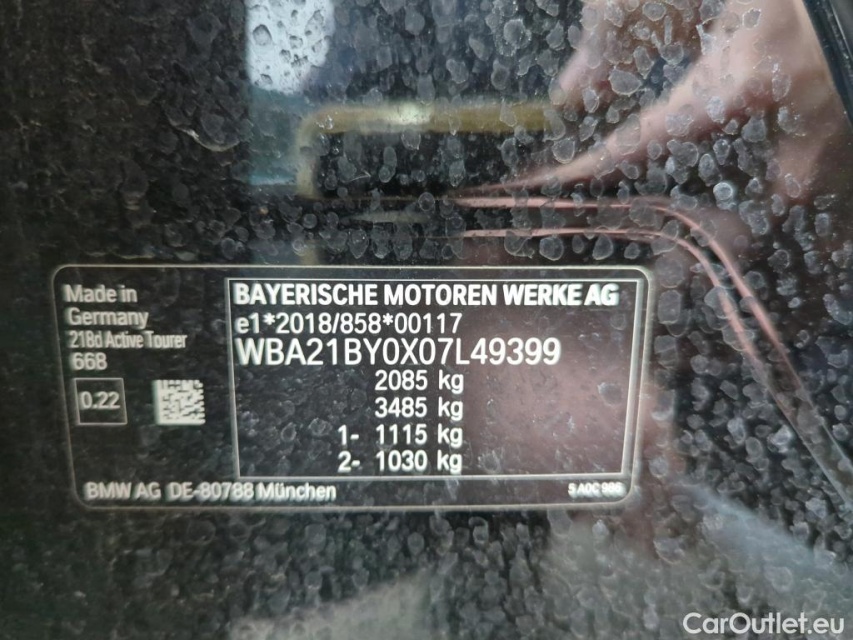 Made in
Germany
218d Active Tourer
66B
0.22
BAYERISCHE MOTOREN WERKE AG
e1*2018/858*00117
WBA21BY0X07L49399
2085 kg
3485 kg
1- 1115 kg
2- 1030 kg
BMW AG DE-80788 München
CarOutlet.eu